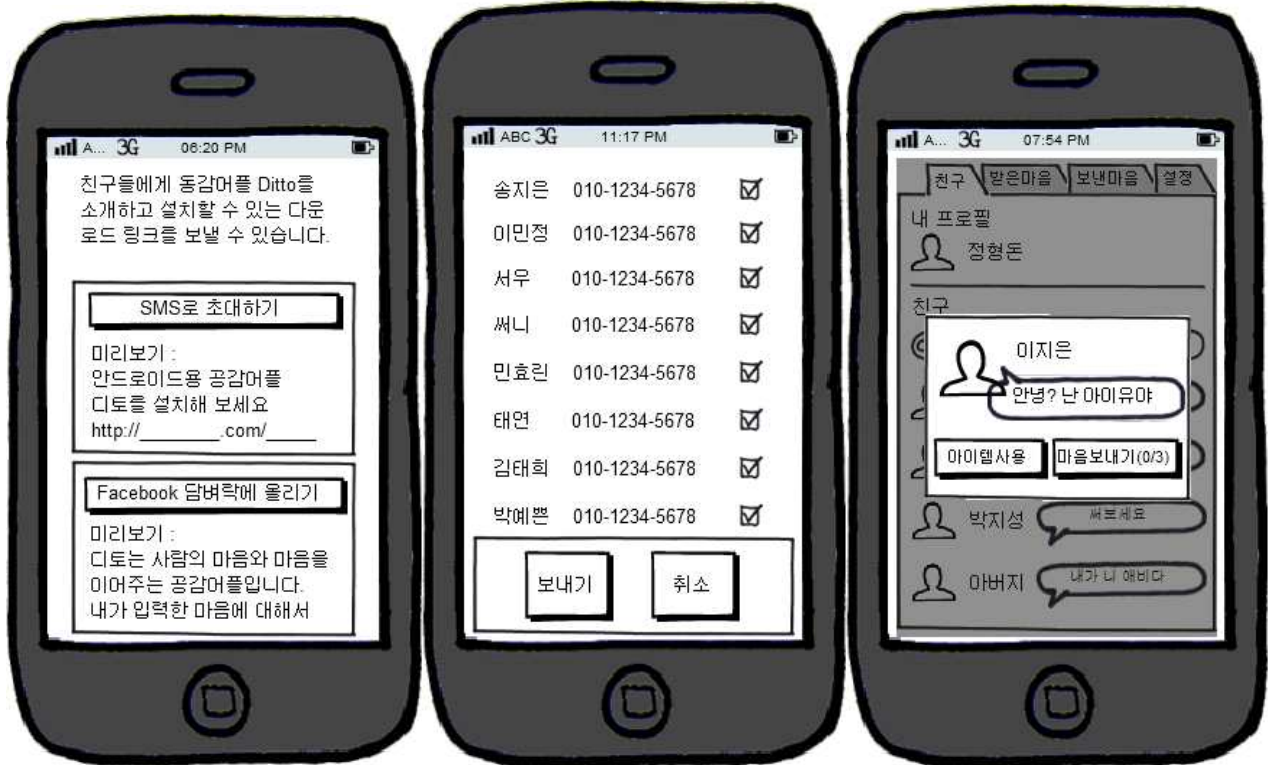 A... 3G 06:20 PM
친구들에게 동감어플 Ditto를
소개하고 설치할 수 있는 다운
로드 링크를 보낼 수 있습니다.
SMS로 초대하기
미리보기 :
안드로이드용 공감어플
디토를 설치해 보세요
http://________.com/_____
Facebook 담벼락에 올리기
미리보기 :
디토는 사람의 마음와 마음을
이어주는 공감어플입니다.
내가 입력한 마음에 대해서
ABC 3G 11:17 PM
송지은 010-1234-5678
이민정 010-1234-5678
서우 010-1234-5678
써니 010-1234-5678
민효린 010-1234-5678
태연 010-1234-5678
김태희 010-1234-5678
박예쁜 010-1234-5678
보내기 취소
A... 3G 07:54 PM
친구 받은마음 보낸마음 설정
내 프로필
정형돈
친구
이지은
안녕? 난 아이유야
아이템사용 마음보내기(0/3)
박지성 써보세요
아버지 내가 니 애비다